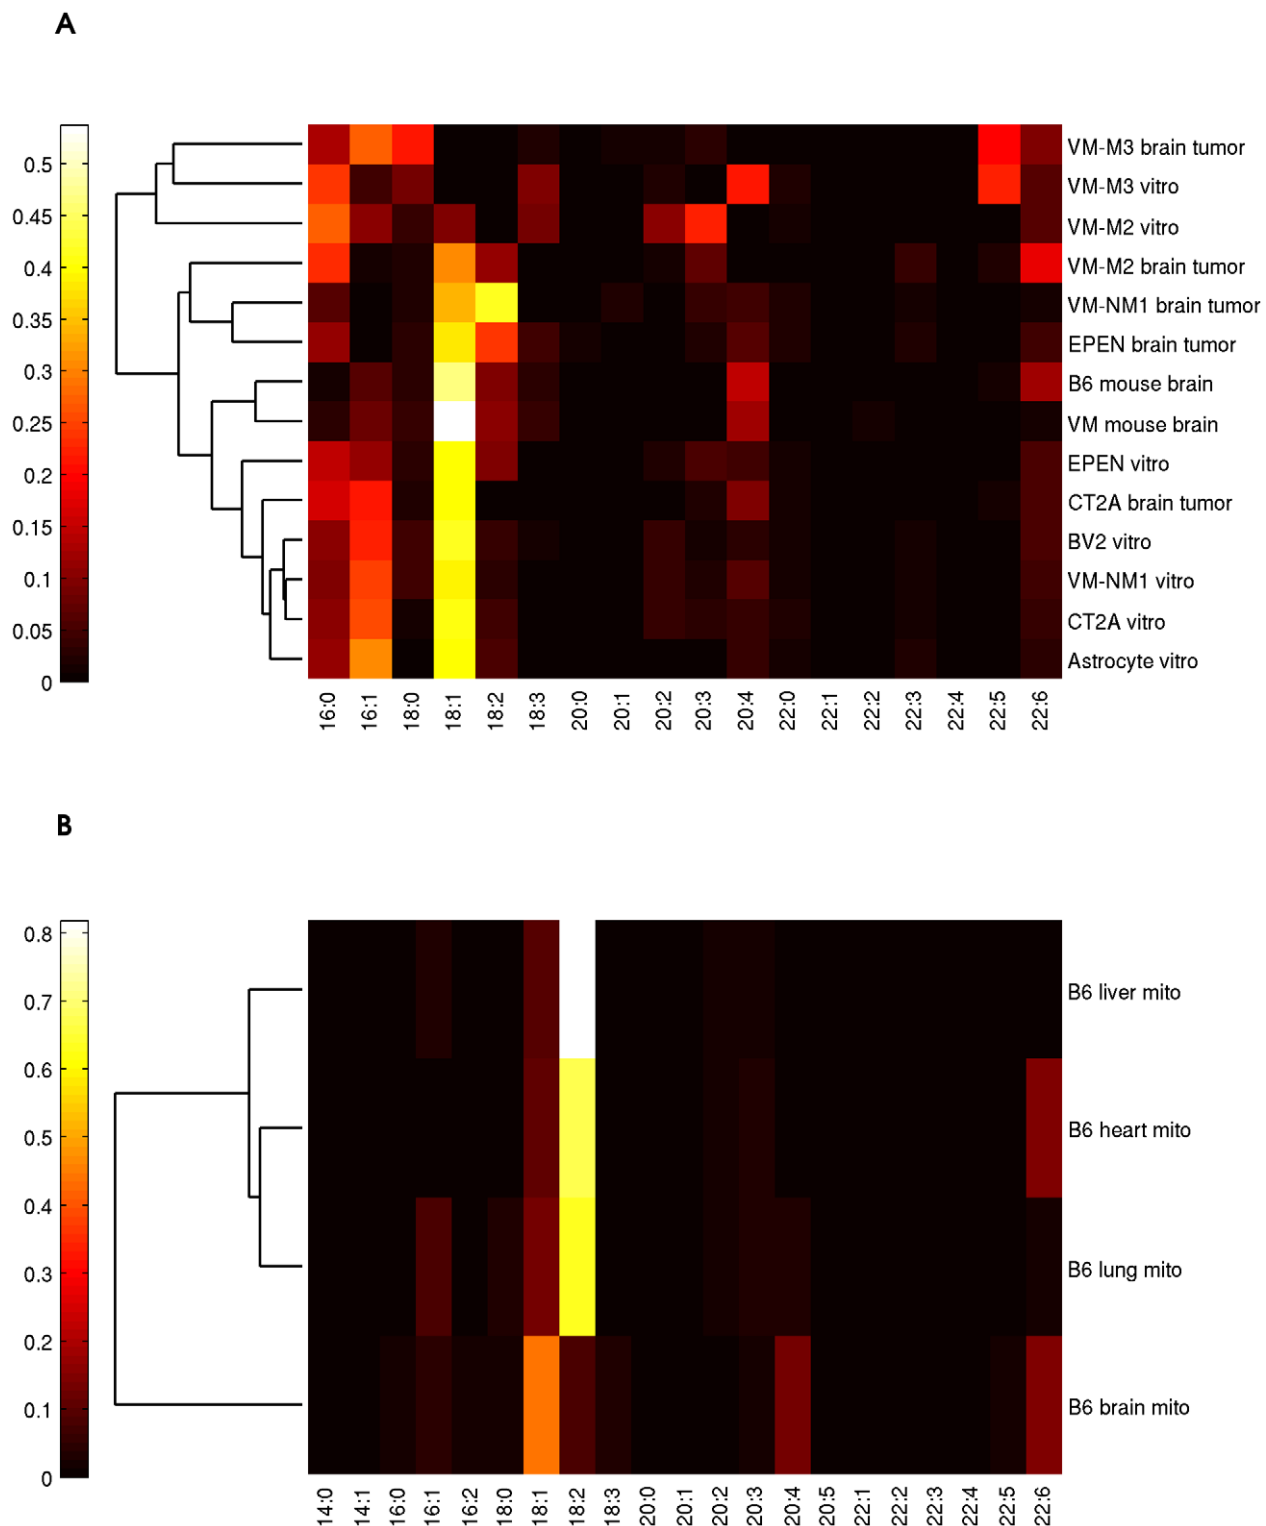 A
0.5
0.45
0.4
0.35
0.3
0.25
0.2
0.15
0.1
0.05
0
VM-M3 brain tumor
VM-M3 vitro
VM-M2 vitro
VM-M2 brain tumor
VM-NM1 brain tumor
EPEN brain tumor
B6 mouse brain
VM mouse brain
EPEN vitro
CT2A brain tumor
BV2 vitro
VM-NM1 vitro
CT2A vitro
Astrocyte vitro
16:0 16:1 18:0 18:1 18:2 18:3 20:0 20:1 20:2 20:3 20:4 22:0 22:1 22:2 22:3 22:4 22:5 22:6
B
0.8
0.7
0.6
0.5
0.4
0.3
0.2
0.1
0
B6 liver mito
B6 heart mito
B6 lung mito
B6 brain mito
14:0 14:1 16:0 16:1 16:2 18:0 18:1 18:2 18:3 20:0 20:1 20:2 20:3 20:4 20:5 22:1 22:2 22:3 22:4 22:5 22:6